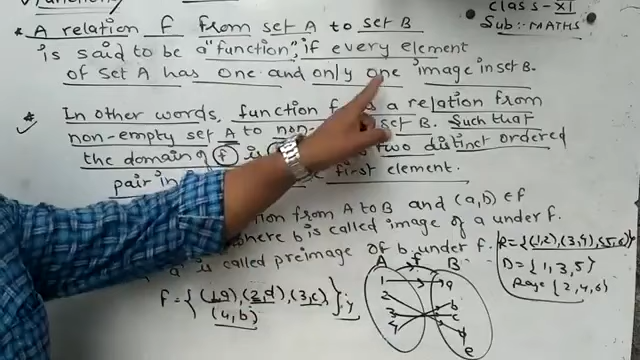 Function
class - XI
Sub:- MATHS
* A relation f from set A to set B
is said to be a "function", if every element
of set A has one and only one image in set B.
* In other words, function f is a relation from
non-empty set A to non- set B. Such that
the domain of f is two distinct ordered
pair in first element.
from A to B and (a,b) ∈ f
where b is called image of a under f.
'a' is called preimage of b under f.
R = {(1,2), (3,4), (5,6)}
D = {1, 3, 5}
Range {2, 4, 6}
f = {(1,a), (2,d), (3,c),
(4,b)}
A f B
1 a
2 b
3 c
4 d
e